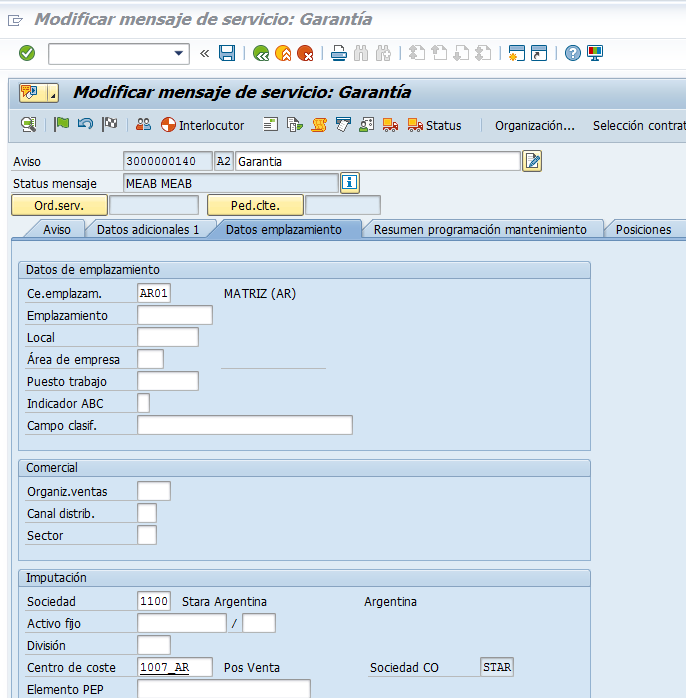 Modificar mensaje de servicio: Garantía
Modificar mensaje de servicio: Garantía
Interlocutor Status Organización... Selección contrat
Aviso 3000000140 A2 Garantia
Status mensaje MEAB MEAB
Ord.serv. Ped.clte.
Aviso Datos adicionales 1 Datos emplazamiento Resumen programación mantenimiento Posiciones
Datos de emplazamiento
Ce.emplazam. AR01 MATRIZ (AR)
Emplazamiento
Local
Área de empresa
Puesto trabajo
Indicador ABC
Campo clasif.
Comercial
Organiz.ventas
Canal distrib.
Sector
Imputación
Sociedad 1100 Stara Argentina Argentina
Activo fijo /
División
Centro de coste 1007_AR Pos Venta Sociedad CO STAR
Elemento PEP